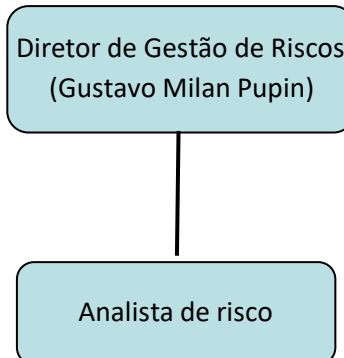 Diretor de Gestão de Riscos
(Gustavo Milan Pupin)
Analista de risco